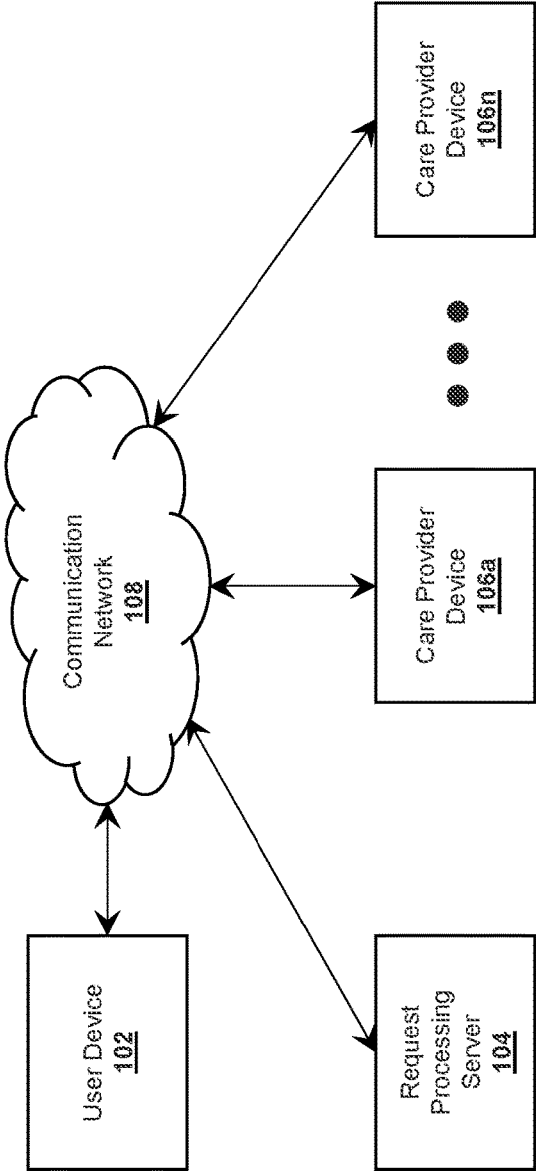 User Device
102
Communication
Network
108
Request
Processing
Server
104
Care Provider
Device
106a
Care Provider
Device
106n